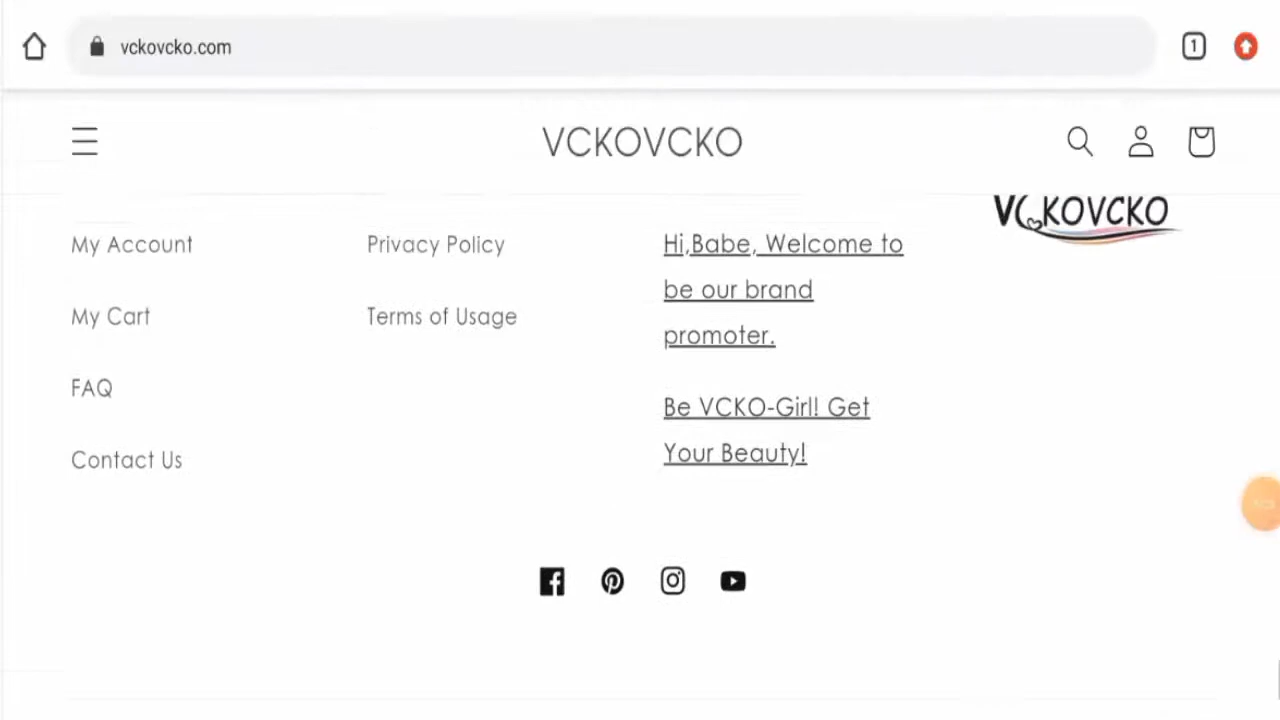 vckovcko.com
1
VCKOVCKO
VCKOVCKO
My Account
Privacy Policy
Hi,Babe, Welcome to
be our brand
promoter.
My Cart
Terms of Usage
FAQ
Be VCKO-Girl! Get
Your Beauty!
Contact Us